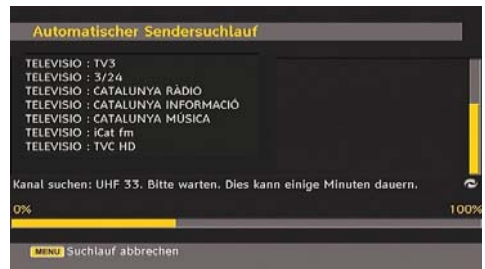 Automatischer Sendersuchlauf
TELEVISIO : TV3
TELEVISIO : 3/24
TELEVISIO : CATALUNYA RÀDIO
TELEVISIO : CATALUNYA INFORMACIÓ
TELEVISIO : CATALUNYA MÚSICA
TELEVISIO : iCat fm
TELEVISIO : TVC HD
Kanal suchen: UHF 33. Bitte warten. Dies kann einige Minuten dauern.
0% 100%
MENU Suchlauf abbrechen